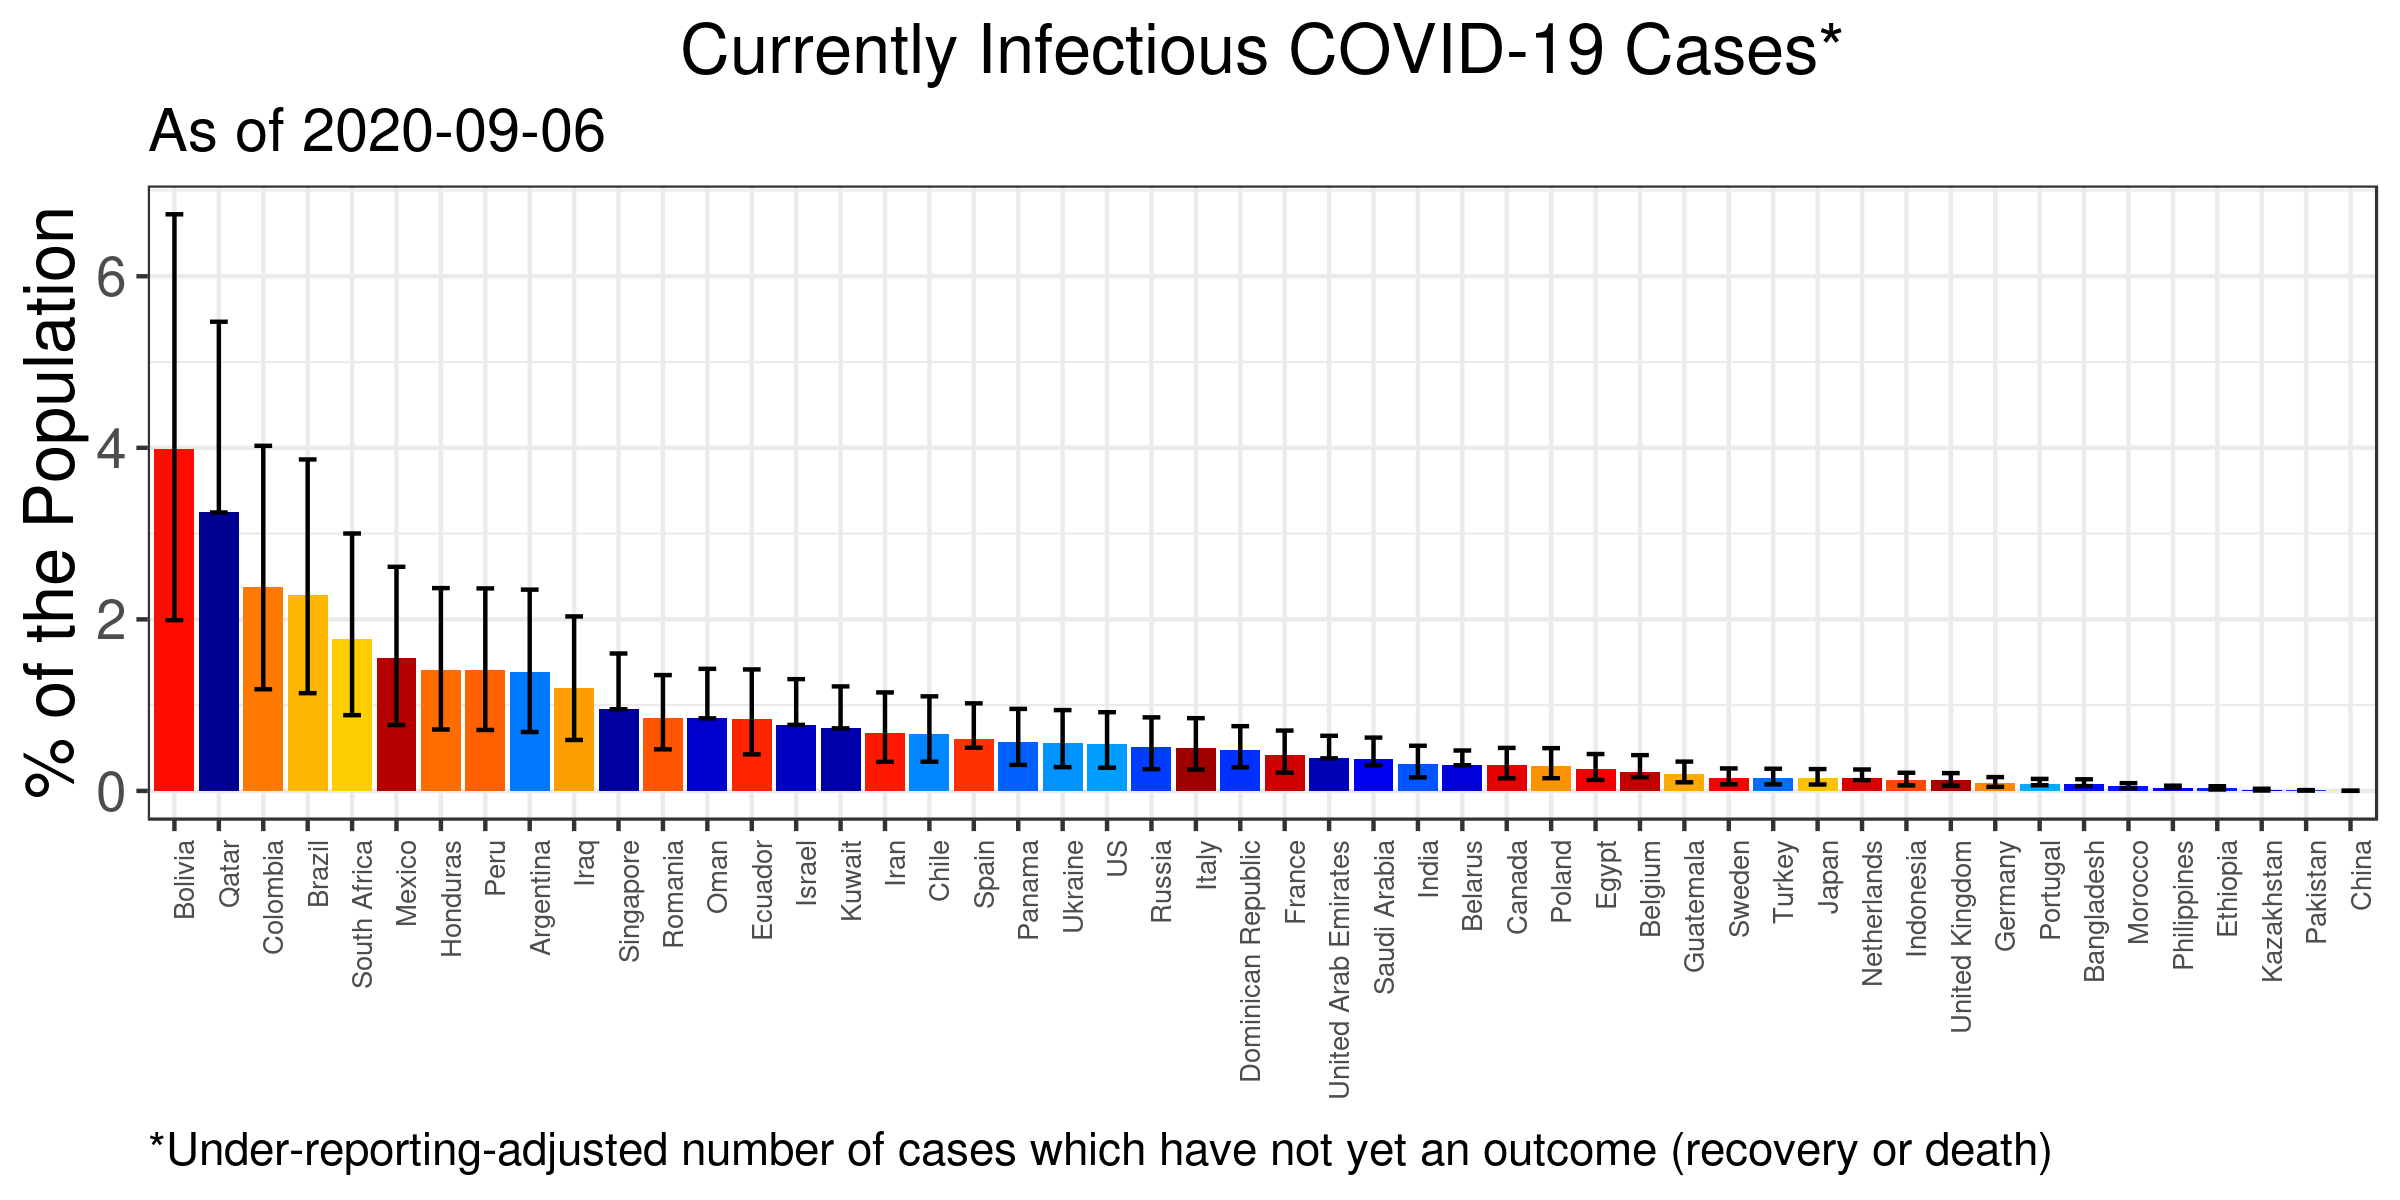 Currently Infectious COVID-19 Cases*
As of 2020-09-06
% of the Population
6
4
2
0
Bolivia
Qatar
Colombia
Brazil
South Africa
Mexico
Honduras
Peru
Argentina
Iraq
Singapore
Romania
Oman
Ecuador
Israel
Kuwait
Iran
Chile
Spain
Panama
Ukraine
US
Russia
Italy
Dominican Republic
France
United Arab Emirates
Saudi Arabia
India
Belarus
Canada
Poland
Egypt
Belgium
Guatemala
Sweden
Turkey
Japan
Netherlands
Indonesia
United Kingdom
Germany
Portugal
Bangladesh
Morocco
Philippines
Ethiopia
Kazakhstan
Pakistan
China
*Under-reporting-adjusted number of cases which have not yet an outcome (recovery or death)